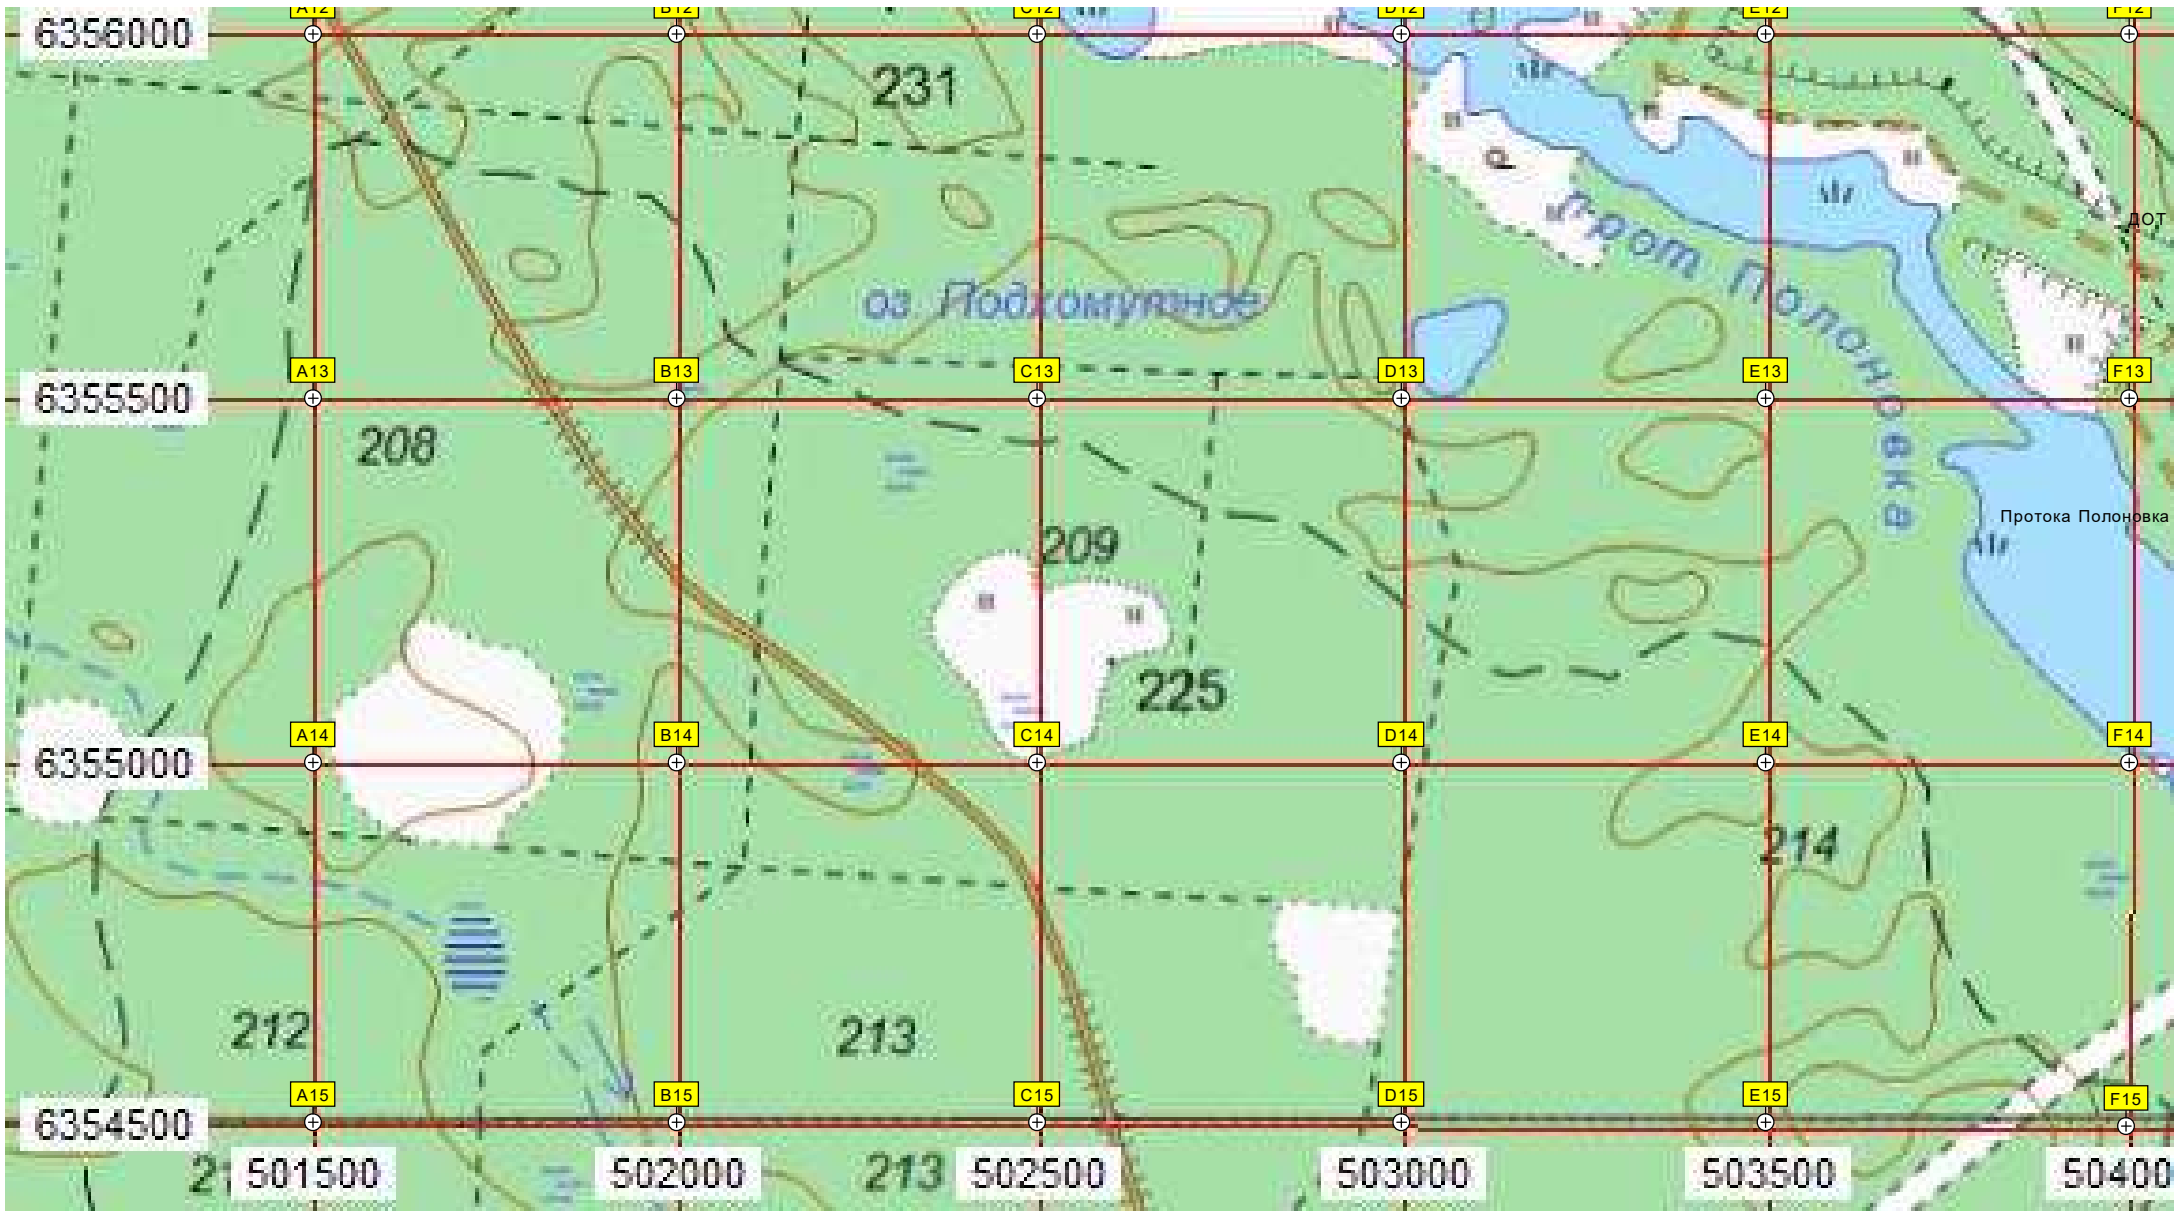 A12 B12 C12 D12 E12 F12
6356000
231
ДОТ
прот Полоновка
оз Подхомутное
A13 B13 C13 D13 E13 F13
6355500
208
Протока Полоновка
209
225
A14 B14 C14 D14 E14 F14
6355000
214
212
213
A15 B15 C15 D15 E15 F15
6354500
21 501500 502000 213 502500 503000 503500 50400